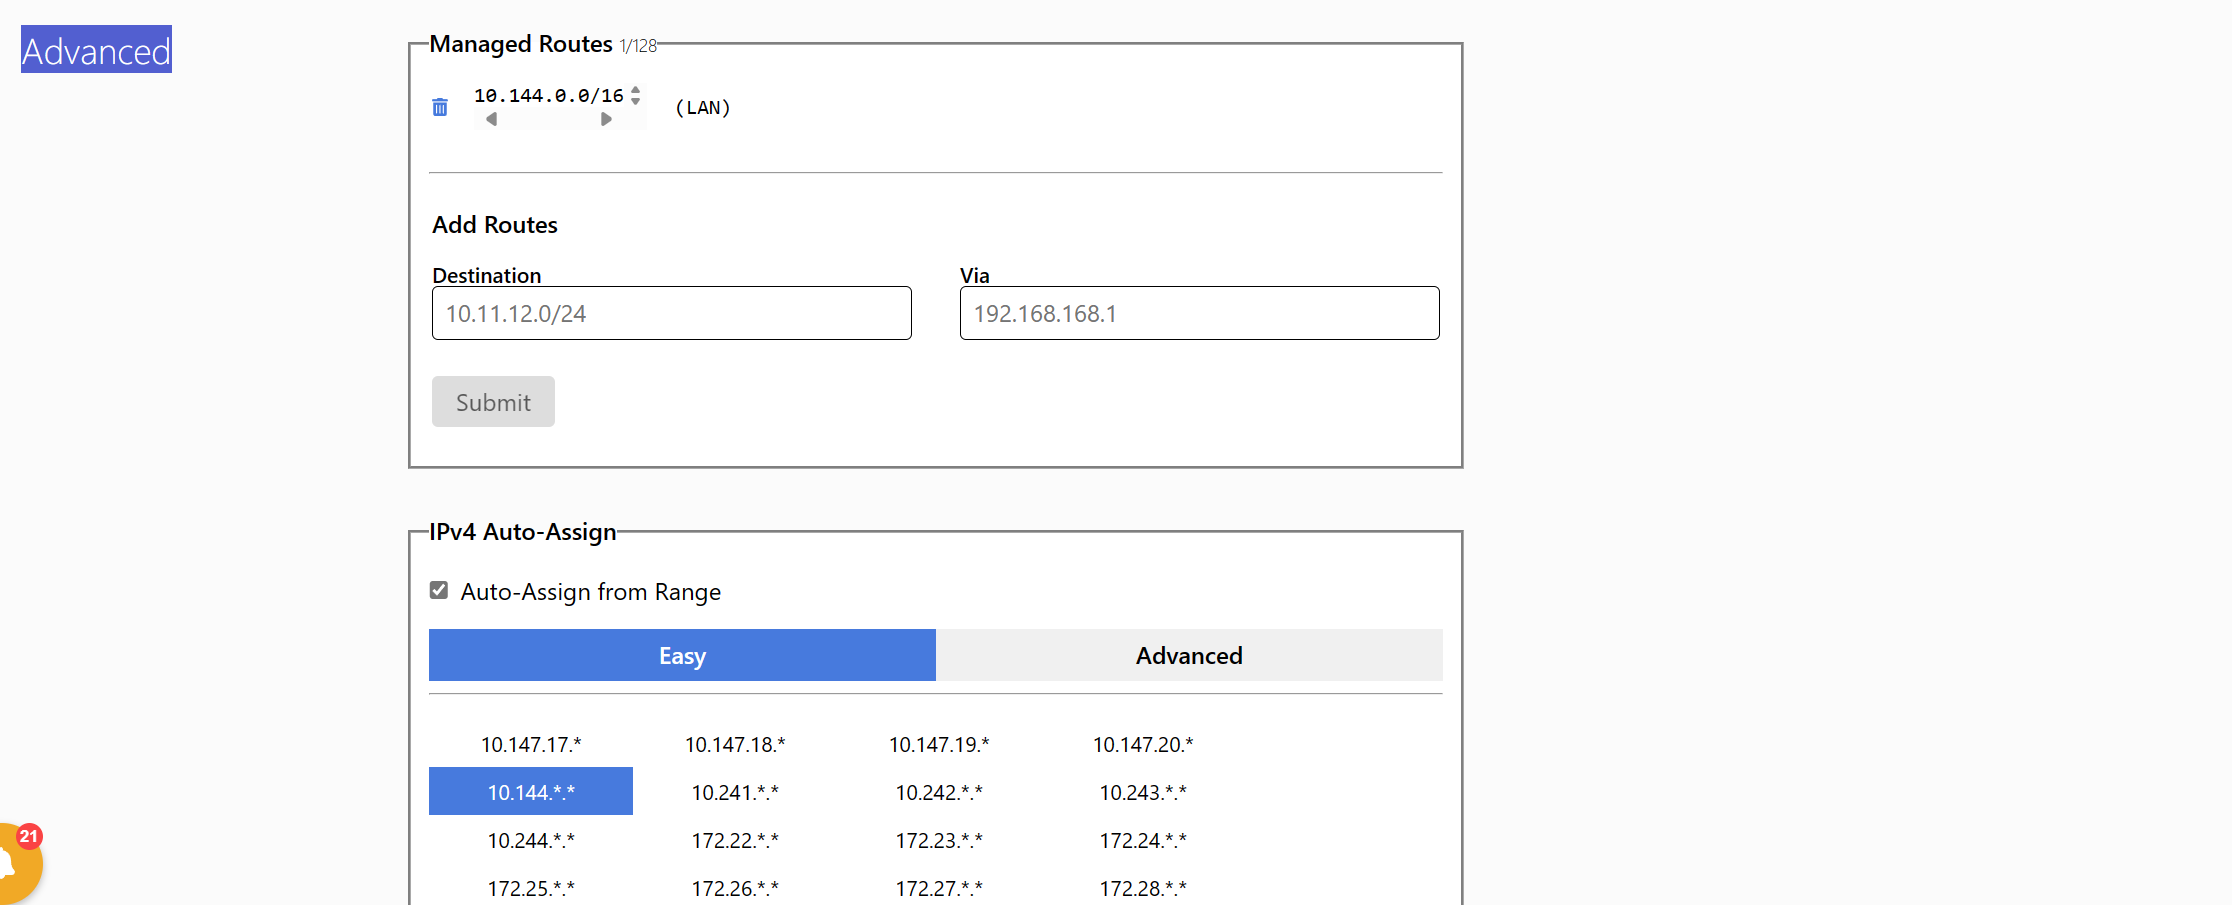 Advanced
Managed Routes 1/128
10.144.0.0/16
(LAN)
Add Routes
Destination Via
10.11.12.0/24 192.168.168.1
Submit
IPv4 Auto-Assign
Auto-Assign from Range
Easy Advanced
10.147.17.* 10.147.18.* 10.147.19.* 10.147.20.*
10.144.*.* 10.241.*.* 10.242.*.* 10.243.*.*
10.244.*.* 172.22.*.* 172.23.*.* 172.24.*.*
172.25.*.* 172.26.*.* 172.27.*.* 172.28.*.*
21